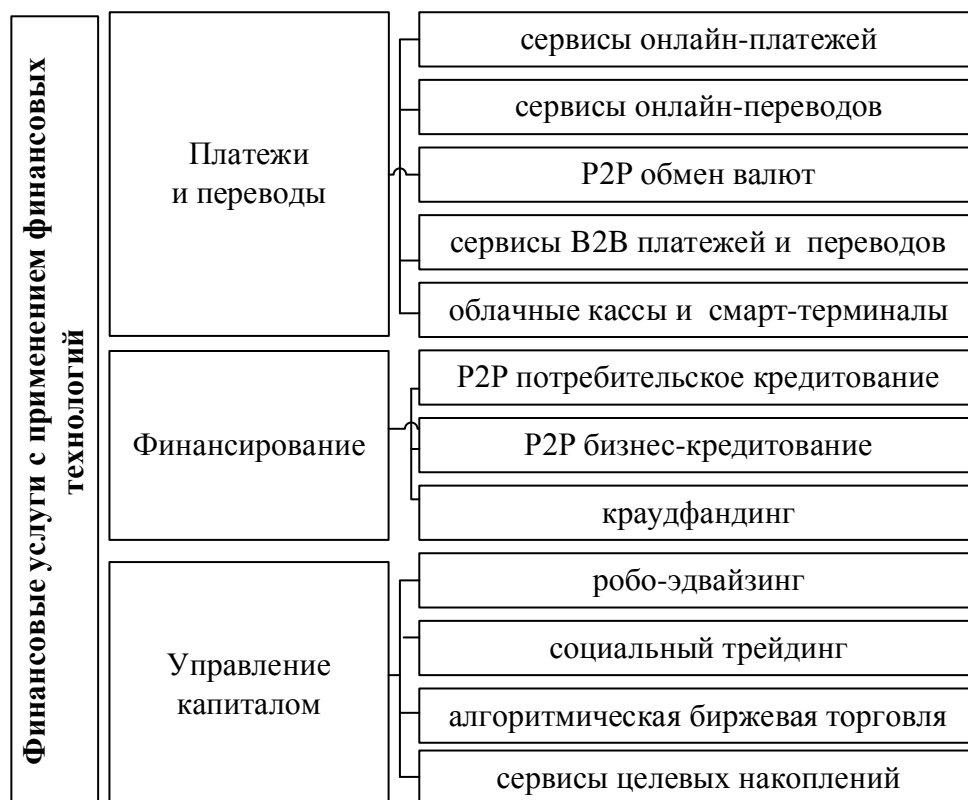 Финансовые услуги с применением финансовых
технологий
Платежи
и переводы
сервисы онлайн-платежей
сервисы онлайн-переводов
P2P обмен валют
сервисы B2B платежей и переводов
облачные кассы и смарт-терминалы
Финансирование
P2P потребительское кредитование
P2P бизнес-кредитование
краудфандинг
Управление
капиталом
робо-эдвайзинг
социальный трейдинг
алгоритмическая биржевая торговля
сервисы целевых накоплений